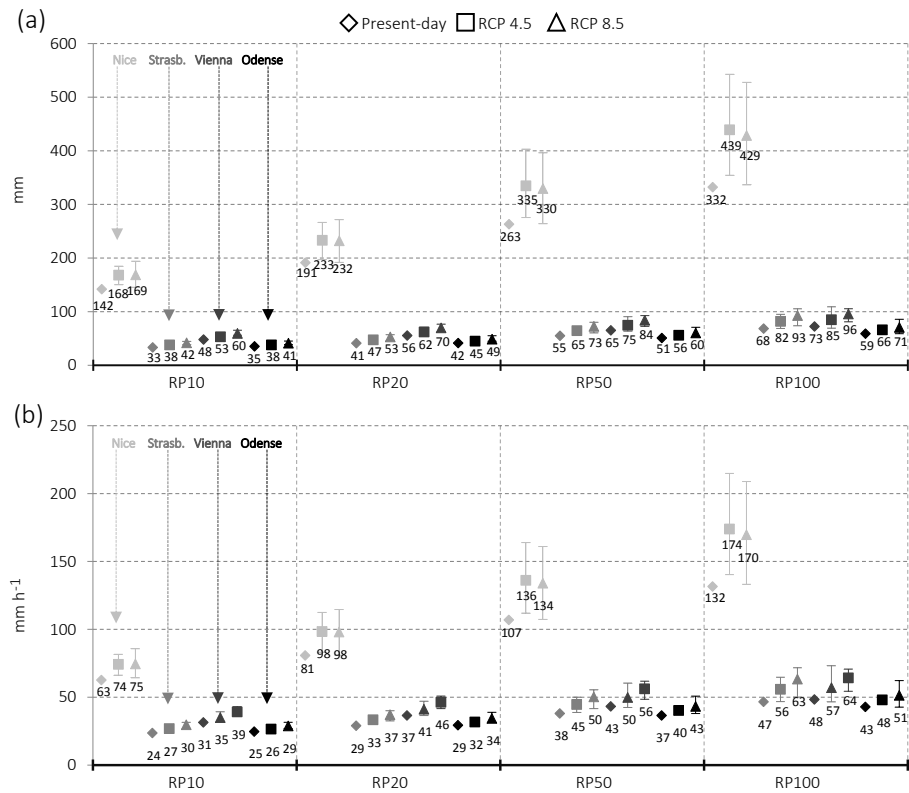 (a)
Present-day RCP 4.5 RCP 8.5
600
500
400
300
200
100
0
mm
Nice Strasb. Vienna Odense
142 168 169 33 38 42 48 53 60 35 38 41
191 233 232 41 47 53 56 62 70 42 45 49
263 335 330 55 65 73 65 75 84 51 56 60
332 439 429 68 82 93 73 85 96 59 66 71
RP10 RP20 RP50 RP100
(b)
250
200
150
100
50
0
mm h-1
Nice Strasb. Vienna Odense
63 74 75 24 27 30 31 35 39 25 26 29
81 98 98 29 33 37 37 41 46 29 32 34
107 136 134 38 45 50 43 50 56 37 40 43
132 174 170 47 56 63 48 57 64 43 48 51
RP10 RP20 RP50 RP100